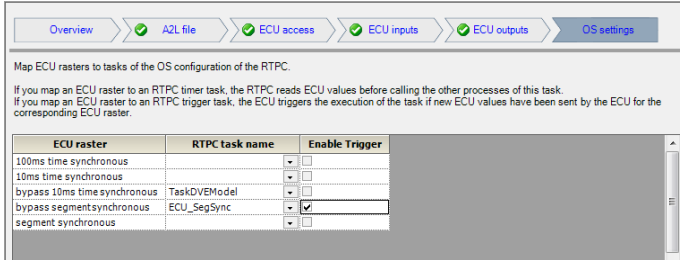 Overview A2L file ECU access ECU inputs ECU outputs OS settings
Map ECU rasters to tasks of the OS configuration of the RTPC.
If you map an ECU raster to an RTPC timer task, the RTPC reads ECU values before calling the other processes of this task.
If you map an ECU raster to an RTPC trigger task, the ECU triggers the execution of the task if new ECU values have been sent by the ECU for the
corresponding ECU raster.
ECU raster RTPC task name Enable Trigger
100ms time synchronous
10ms time synchronous
bypass 10ms time synchronous TaskDVEModel
bypass segment synchronous ECU_SegSync
segment synchronous